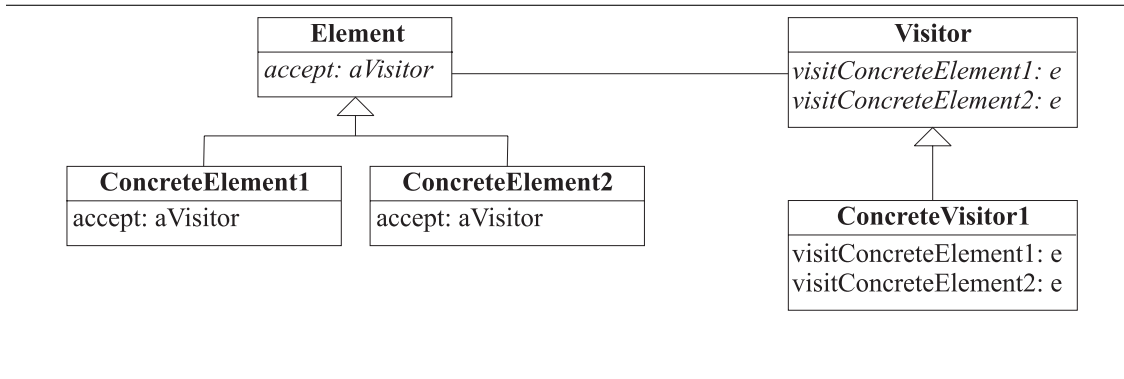 Element
accept: aVisitor
Visitor
visitConcreteElement1: e
visitConcreteElement2: e
ConcreteElement1
accept: aVisitor
ConcreteElement2
accept: aVisitor
ConcreteVisitor1
visitConcreteElement1: e
visitConcreteElement2: e